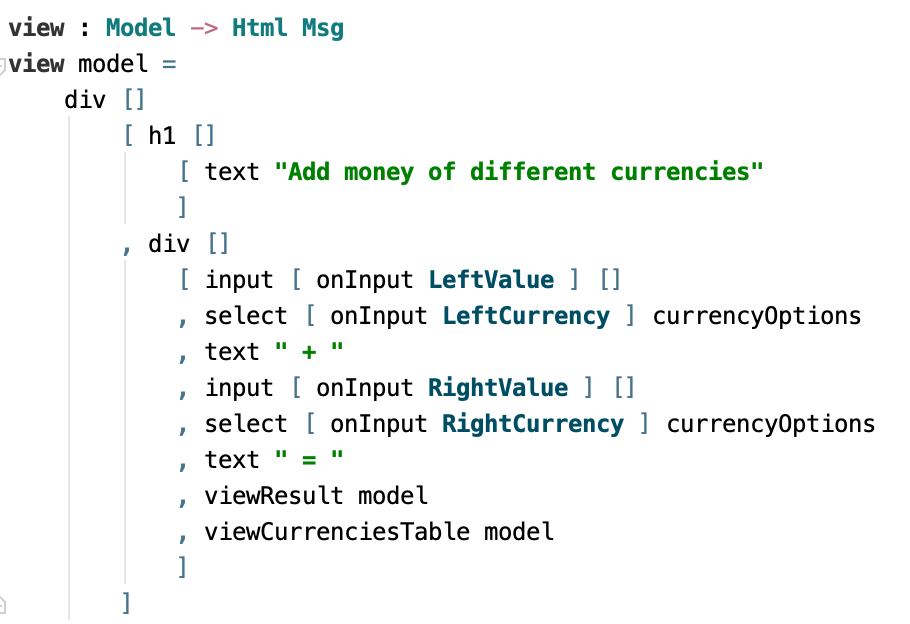 view : Model -> Html Msg
view model =
    div []
        [ h1 []
            [ text "Add money of different currencies"
            ]
        , div []
            [ input [ onInput LeftValue ] []
            , select [ onInput LeftCurrency ] currencyOptions
            , text " + "
            , input [ onInput RightValue ] []
            , select [ onInput RightCurrency ] currencyOptions
            , text " = "
            , viewResult model
            , viewCurrenciesTable model
            ]
        ]